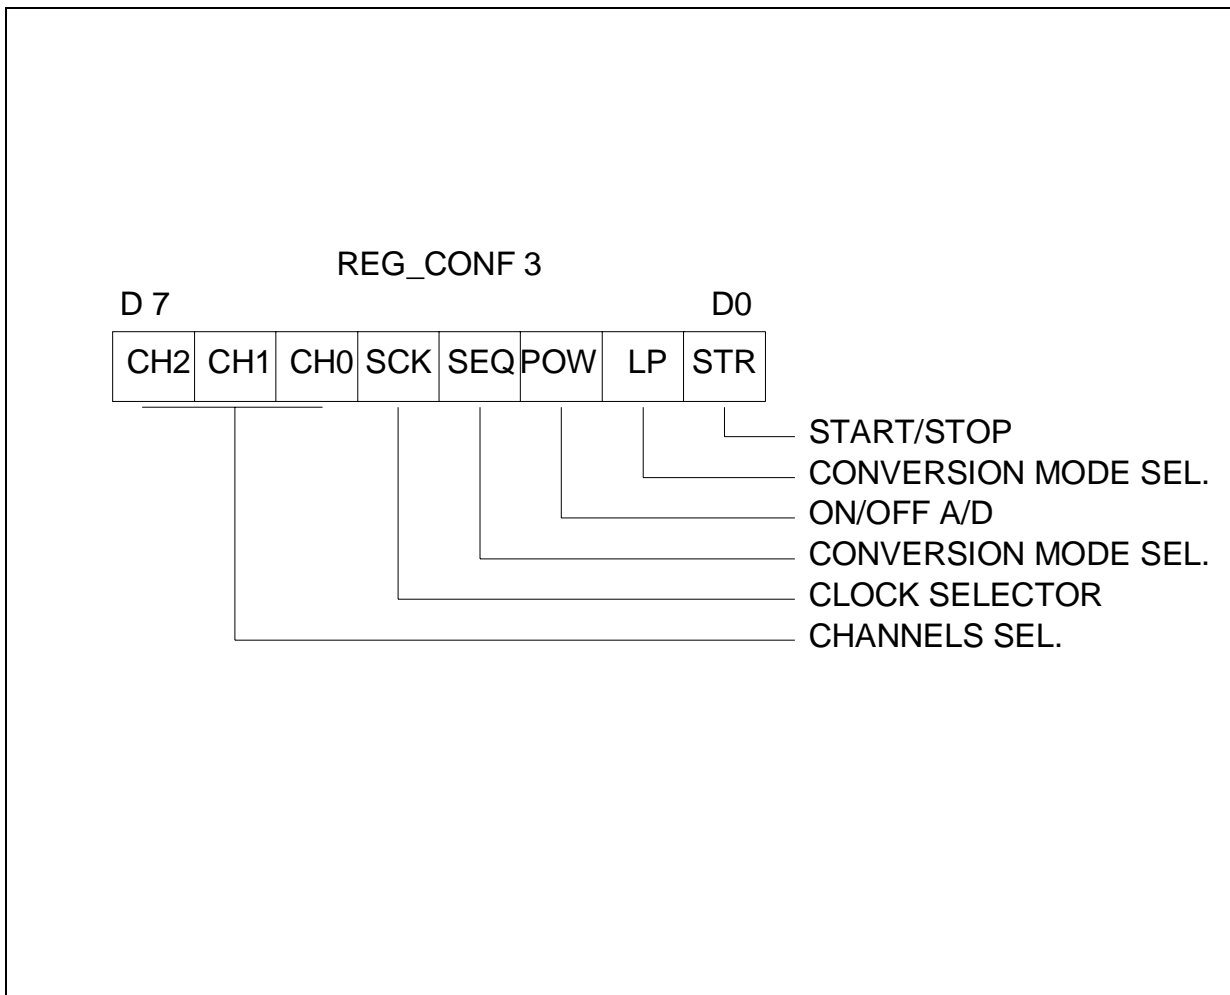 REG_CONF 3
D 7 D0
CH2 CH1 CH0 SCK SEQ POW LP STR
START/STOP
CONVERSION MODE SEL.
ON/OFF A/D
CONVERSION MODE SEL.
CLOCK SELECTOR
CHANNELS SEL.